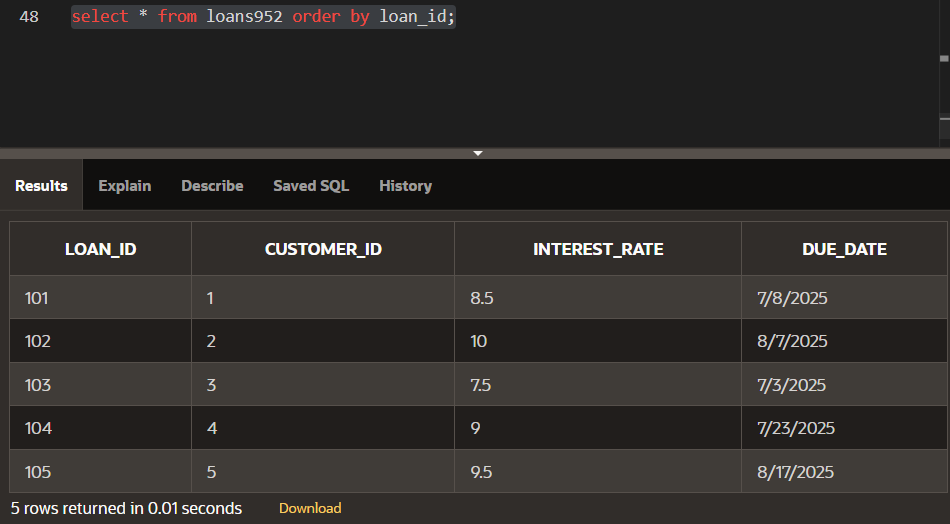 48 select * from loans952 order by loan_id;
Results Explain Describe Saved SQL History
LOAN_ID CUSTOMER_ID INTEREST_RATE DUE_DATE
101 1 8.5 7/8/2025
102 2 10 8/7/2025
103 3 7.5 7/3/2025
104 4 9 7/23/2025
105 5 9.5 8/17/2025
5 rows returned in 0.01 seconds Download